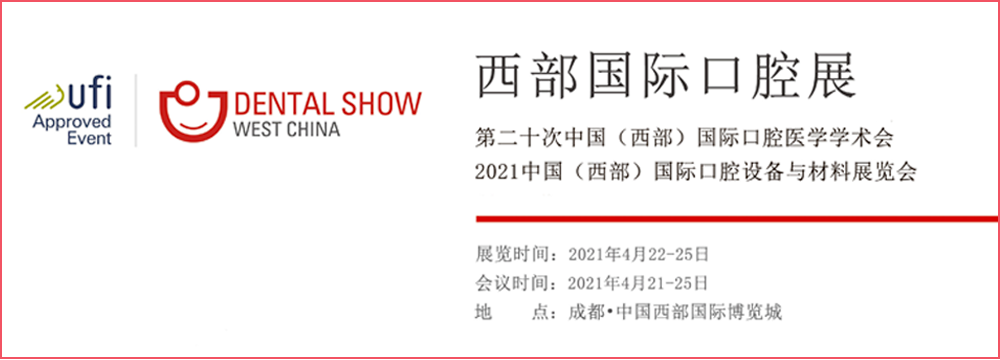 ufi
Approved
Event
DENTAL SHOW
WEST CHINA
西部国际口腔展
第二十次中国（西部）国际口腔医学学术会
2021中国（西部）国际口腔设备与材料展览会
展览时间：2021年4月22-25日
会议时间：2021年4月21-25日
地　　点：成都•中国西部国际博览城